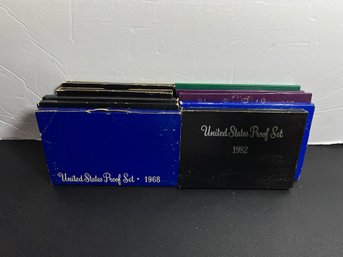 United States Proof Set
1982
United States Proof Set • 1968